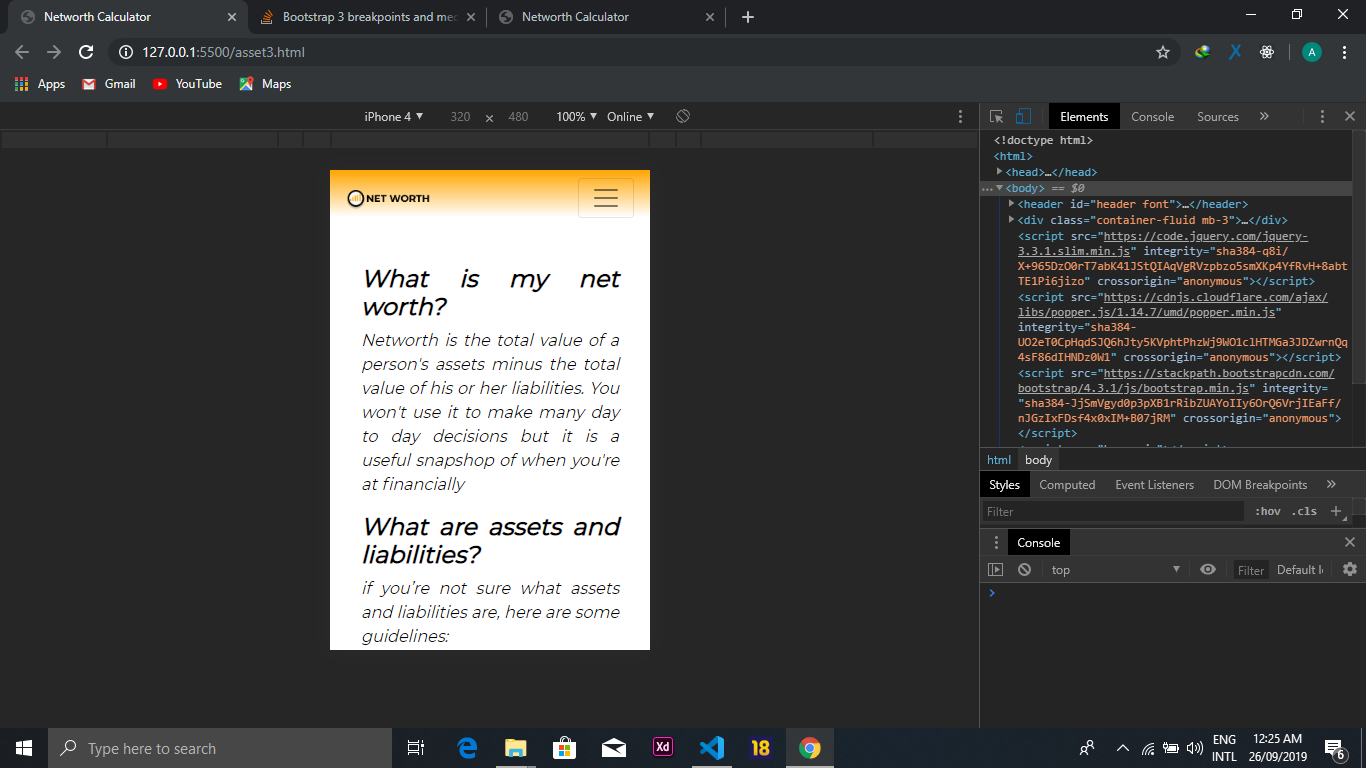 Networth Calculator
Bootstrap 3 breakpoints and med
Networth Calculator
127.0.0.1:5500/asset3.html
A
Apps
Gmail
YouTube
Maps
iPhone 4 ▼ 320 × 480 100% ▼ Online ▼
NET WORTH
What is my net
worth?
Networth is the total value of a
person's assets minus the total
value of his or her liabilities. You
won't use it to make many day
to day decisions but it is a
useful snapshop of when you're
at financially
What are assets and
liabilities?
if you’re not sure what assets
and liabilities are, here are some
guidelines:
Elements Console Sources »
<!doctype html>
<html>
<head>…</head>
… <body> == $0
<header id="header font">…</header>
<div class="container-fluid mb-3">…</div>
<script src="https://code.jquery.com/jquery-
3.3.1.slim.min.js" integrity="sha384-q8i/
X+965DzO0rT7abK41JStQIAqVgRVzpbzo5smXKp4YfRvH+8abt
TE1Pi6jizo" crossorigin="anonymous"></script>
<script src="https://cdnjs.cloudflare.com/ajax/
libs/popper.js/1.14.7/umd/popper.min.js"
integrity="sha384-
UO2eT0CpHqdSJQ6hJty5KVphtPhzWj9WO1clHTMGa3JDZwrnQq
4sF86dIHNDz0W1" crossorigin="anonymous"></script>
<script src="https://stackpath.bootstrapcdn.com/
bootstrap/4.3.1/js/bootstrap.min.js" integrity=
"sha384-JjSmVgyd0p3pXB1rRibZUAYoIIy6OrQ6VrjIEaFf/
nJGzIxFDsf4x0xIM+B07jRM" crossorigin="anonymous">
</script>
html body
Styles Computed Event Listeners DOM Breakpoints »
Filter :hov .cls +
Console
top ▼ Filter Default l
>
Type here to search
Xd
18
ENG
INTL
12:25 AM
26/09/2019
6